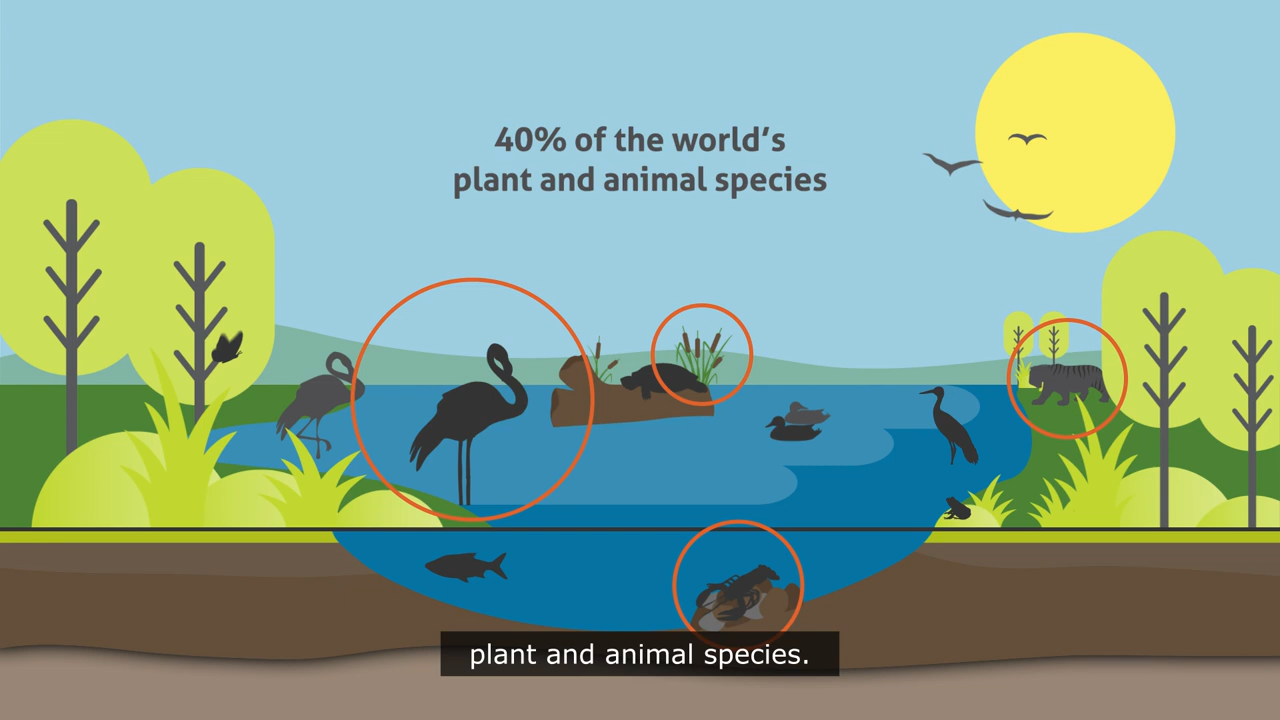 40% of the world’s
plant and animal species
plant and animal species.